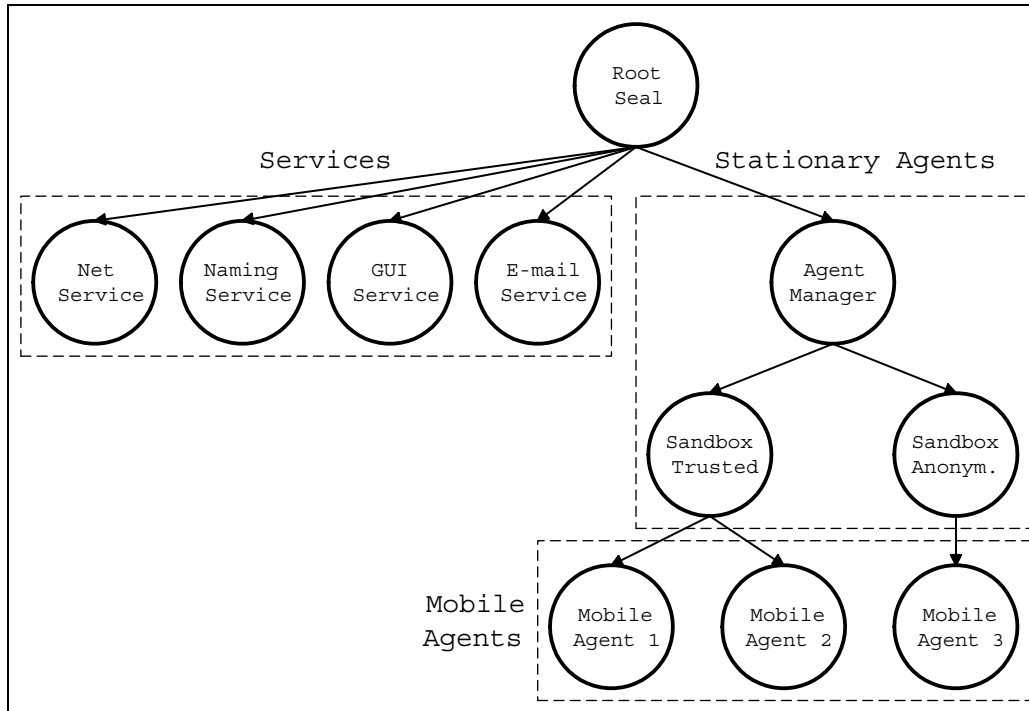 Root
Seal
Services
Stationary Agents
Net
Service
Naming
Service
GUI
Service
E-mail
Service
Agent
Manager
Sandbox
Trusted
Sandbox
Anonym.
Mobile
Agents
Mobile
Agent 1
Mobile
Agent 2
Mobile
Agent 3